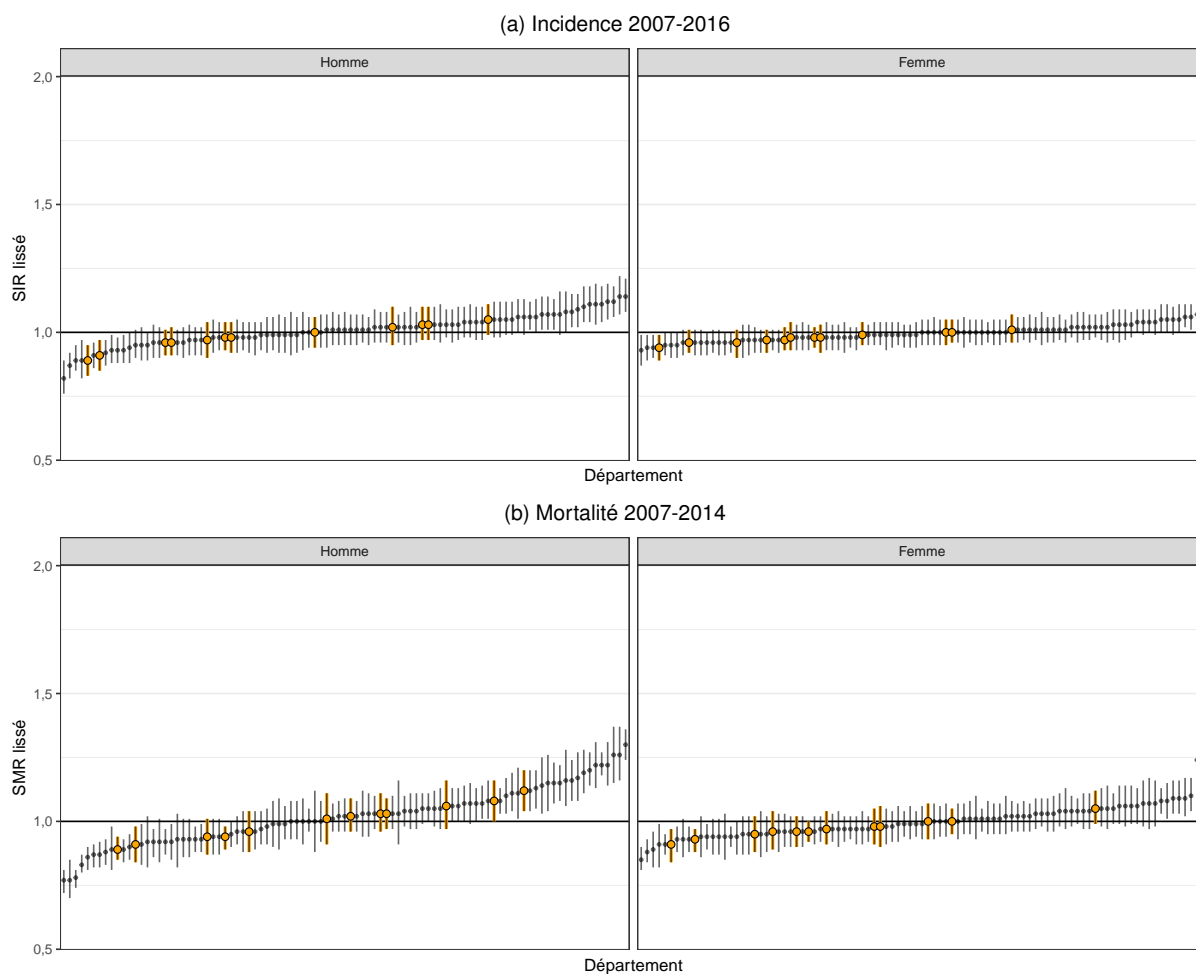 (a) Incidence 2007-2016
Homme
Femme
2,0
1,5
1,0
0,5
SIR lissé
Département
(b) Mortalité 2007-2014
Homme
Femme
2,0
1,5
1,0
0,5
SMR lissé
Département